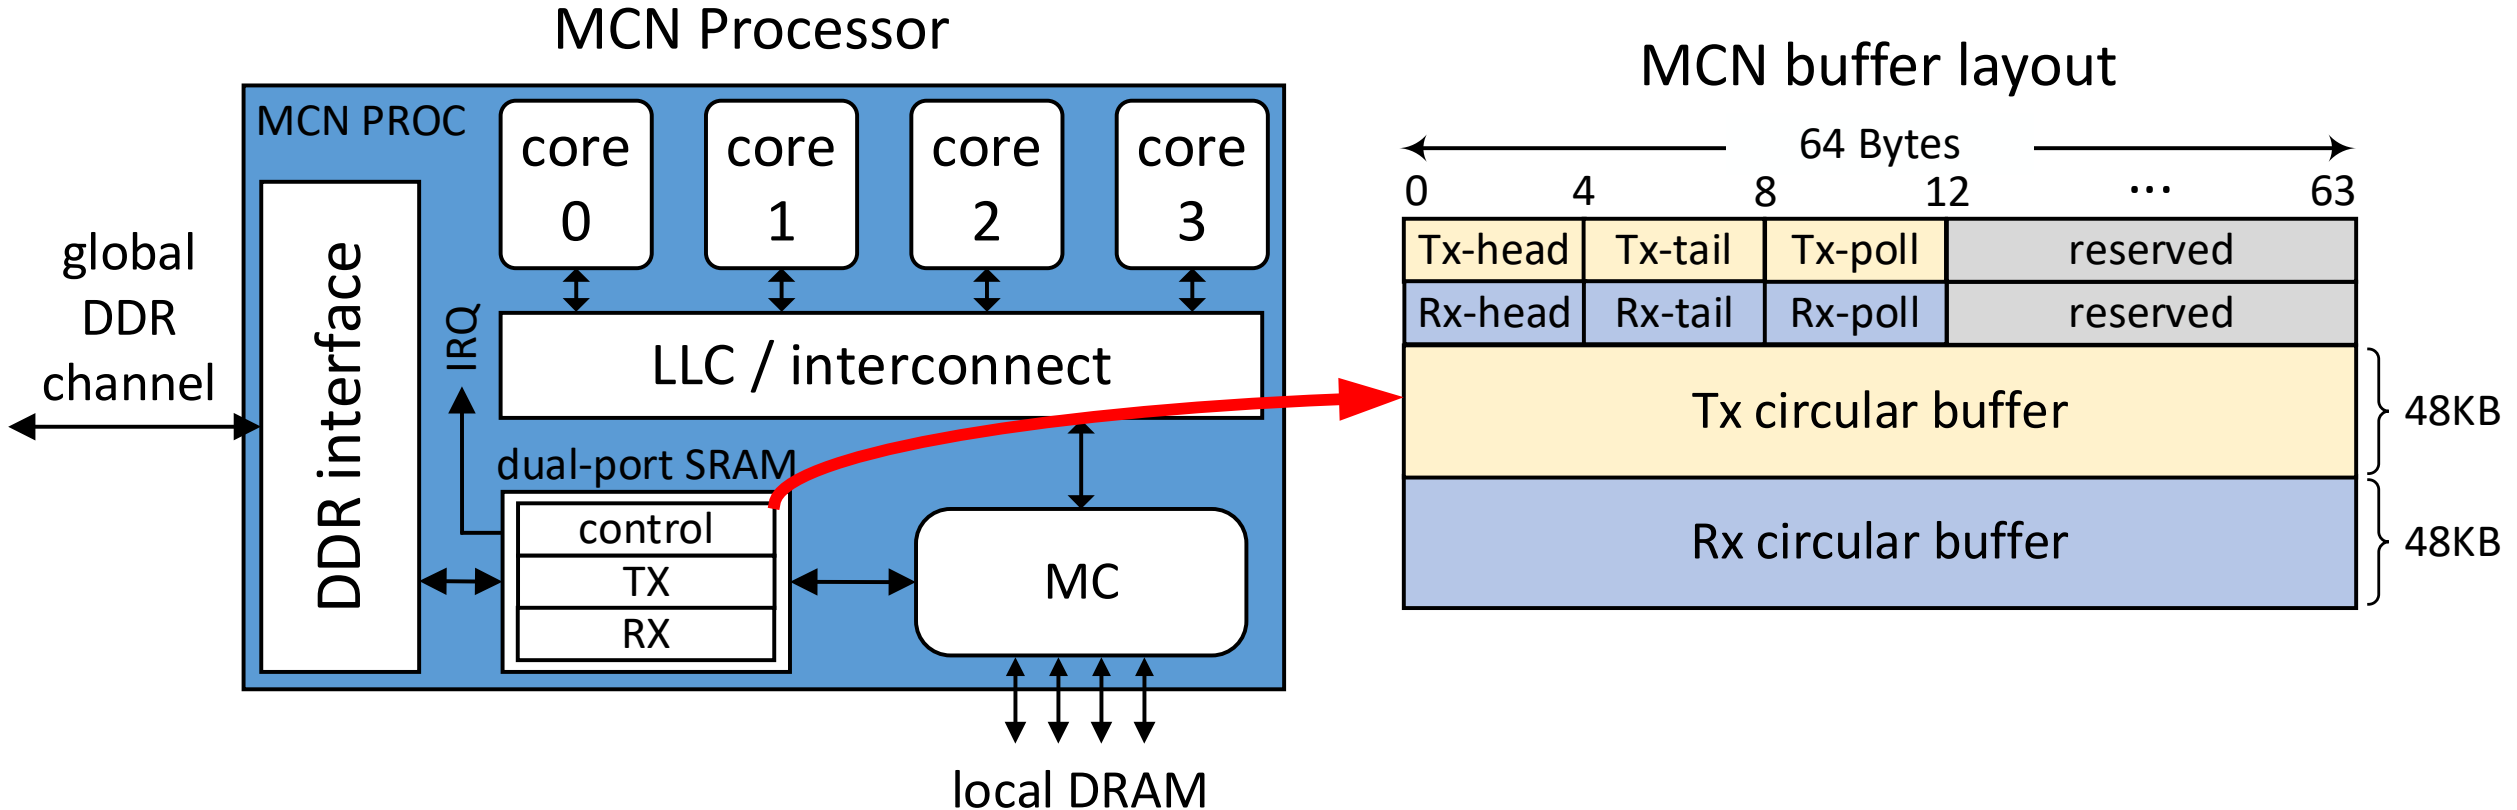 MCN Processor
MCN PROC
core
0
core
1
core
2
core
3
global
DDR
channel
DDR interface
IRQ
LLC / interconnect
dual-port SRAM
control
TX
RX
MC
local DRAM
MCN buffer layout
64 Bytes
0 4 8 12 ... 63
Tx-head Tx-tail Tx-poll reserved
Rx-head Rx-tail Rx-poll reserved
Tx circular buffer
48KB
Rx circular buffer
48KB